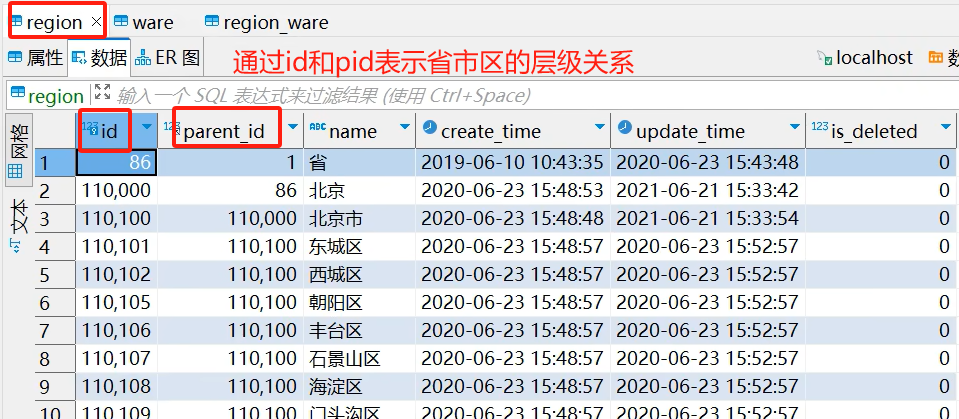 region ware region_ware
属性 数据 ER 图 通过id和pid表示省市区的层级关系 localhost 数
region 输入一个 SQL 表达式来过滤结果 (使用 Ctrl+Space)
网格 文本
123 id 123 parent_id ABC name create_time update_time 123 is_deleted
1 86 1 省 2019-06-10 10:43:35 2020-06-23 15:43:48 0
2 110,000 86 北京 2020-06-23 15:48:53 2021-06-21 15:33:42 0
3 110,100 110,000 北京市 2020-06-23 15:48:48 2021-06-21 15:33:54 0
4 110,101 110,100 东城区 2020-06-23 15:48:57 2020-06-23 15:52:57 0
5 110,102 110,100 西城区 2020-06-23 15:48:57 2020-06-23 15:52:57 0
6 110,105 110,100 朝阳区 2020-06-23 15:48:57 2020-06-23 15:52:57 0
7 110,106 110,100 丰台区 2020-06-23 15:48:57 2020-06-23 15:52:57 0
8 110,107 110,100 石景山区 2020-06-23 15:48:57 2020-06-23 15:52:57 0
9 110,108 110,100 海淀区 2020-06-23 15:48:57 2020-06-23 15:52:57 0
10 110,109 110,100 门头沟区 2020-06-23 15:48:57 2020-06-23 15:52:57 0